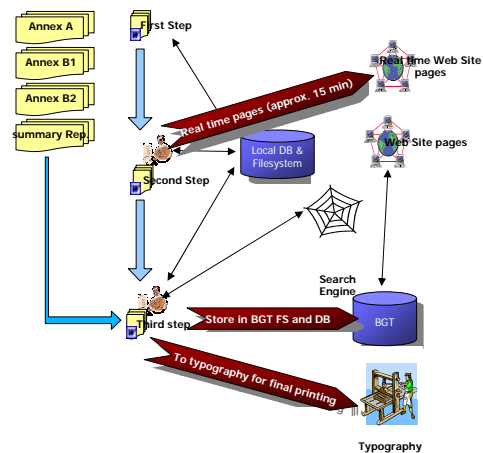 Annex A
Annex B1
Annex B2
summary Rep.
First Step
Real time Web Site
pages
Real time pages (approx. 15 min)
Local DB &
Filesystem
Web Site pages
Second Step
Search
Engine
Third step
Store in BGT FS and DB
BGT
To typography for final printing
Typography